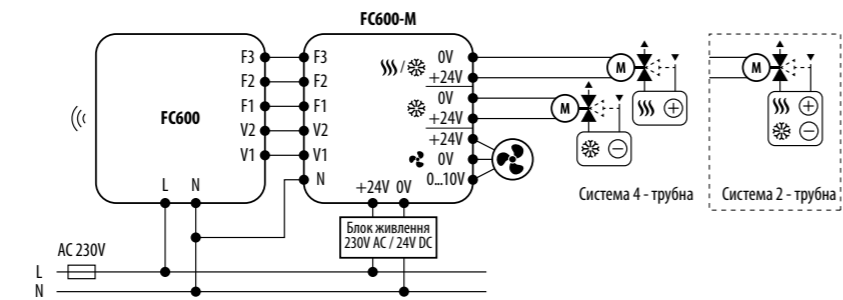 FC600-M
F3
F2
F1
V2
V1
FC600
L N
F3
F2
F1
V2
V1
N
/
0V
+24V
0V
+24V
+24V
0V
0...10V
+24V 0V
M
M
M
Система 4 - трубна
Система 2 - трубна
Блок живлення
230V AC / 24V DC
AC 230V
L
N